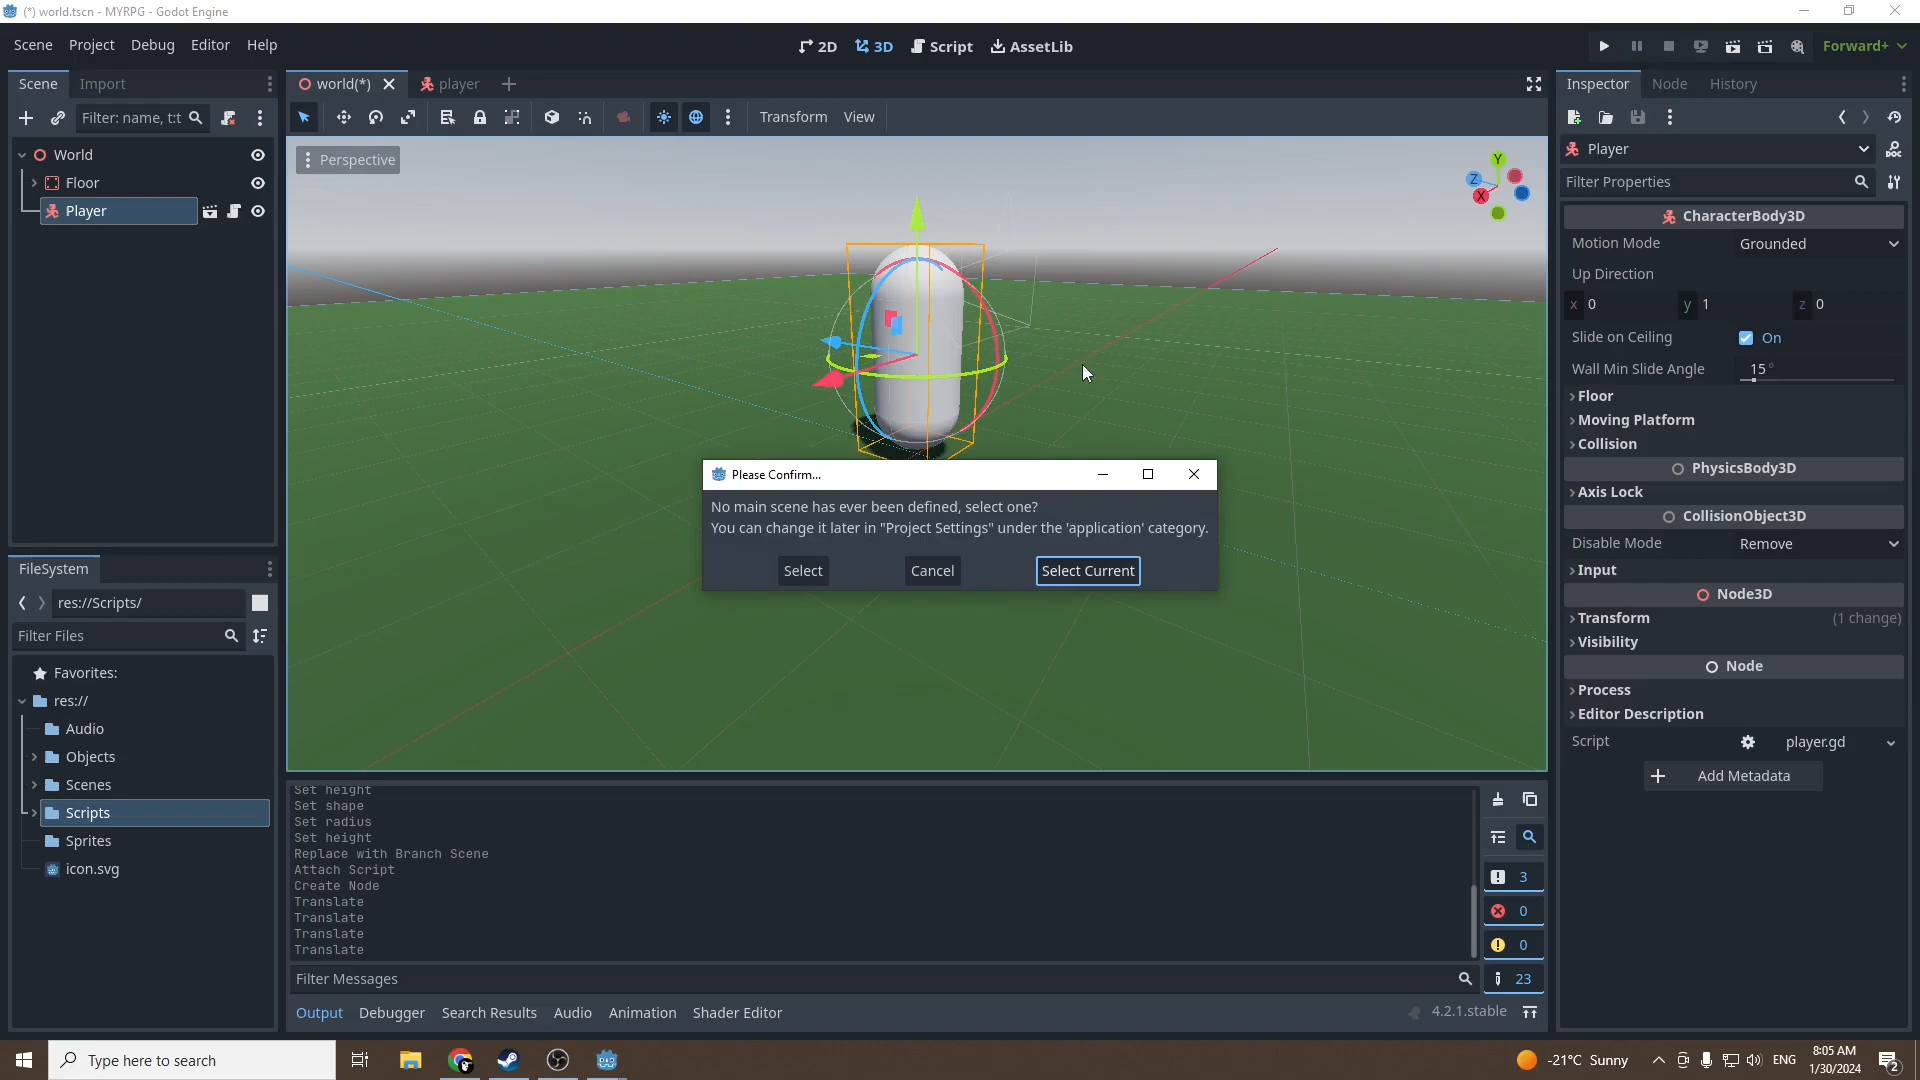 (*) world.tscn - MYRPG - Godot Engine
Scene Project Debug Editor Help
2D 3D Script AssetLib
Forward+
Scene Import
world(*) player
Inspector Node History
Filter: name, t:t
Transform View
World
Floor
Player
Perspective
Y
Z
X
Player
Filter Properties
CharacterBody3D
Motion Mode Grounded
Up Direction
x 0 y 1 z 0
Slide on Ceiling On
Wall Min Slide Angle 15 °
Floor
Moving Platform
Collision
PhysicsBody3D
Axis Lock
CollisionObject3D
Disable Mode Remove
Input
Node3D
Transform (1 change)
Visibility
Node
Process
Editor Description
Script player.gd
Add Metadata
Please Confirm...
No main scene has ever been defined, select one?
You can change it later in "Project Settings" under the 'application' category.
Select Cancel Select Current
FileSystem
res://Scripts/
Filter Files
Favorites:
res://
Audio
Objects
Scenes
Scripts
Sprites
icon.svg
Set height
Set shape
Set radius
Set height
Replace with Branch Scene
Attach Script
Create Node
Translate
Translate
Translate
Translate
3
0
0
23
Filter Messages
Output Debugger Search Results Audio Animation Shader Editor
4.2.1.stable
Type here to search
-21°C Sunny
ENG
8:05 AM
1/30/2024
2